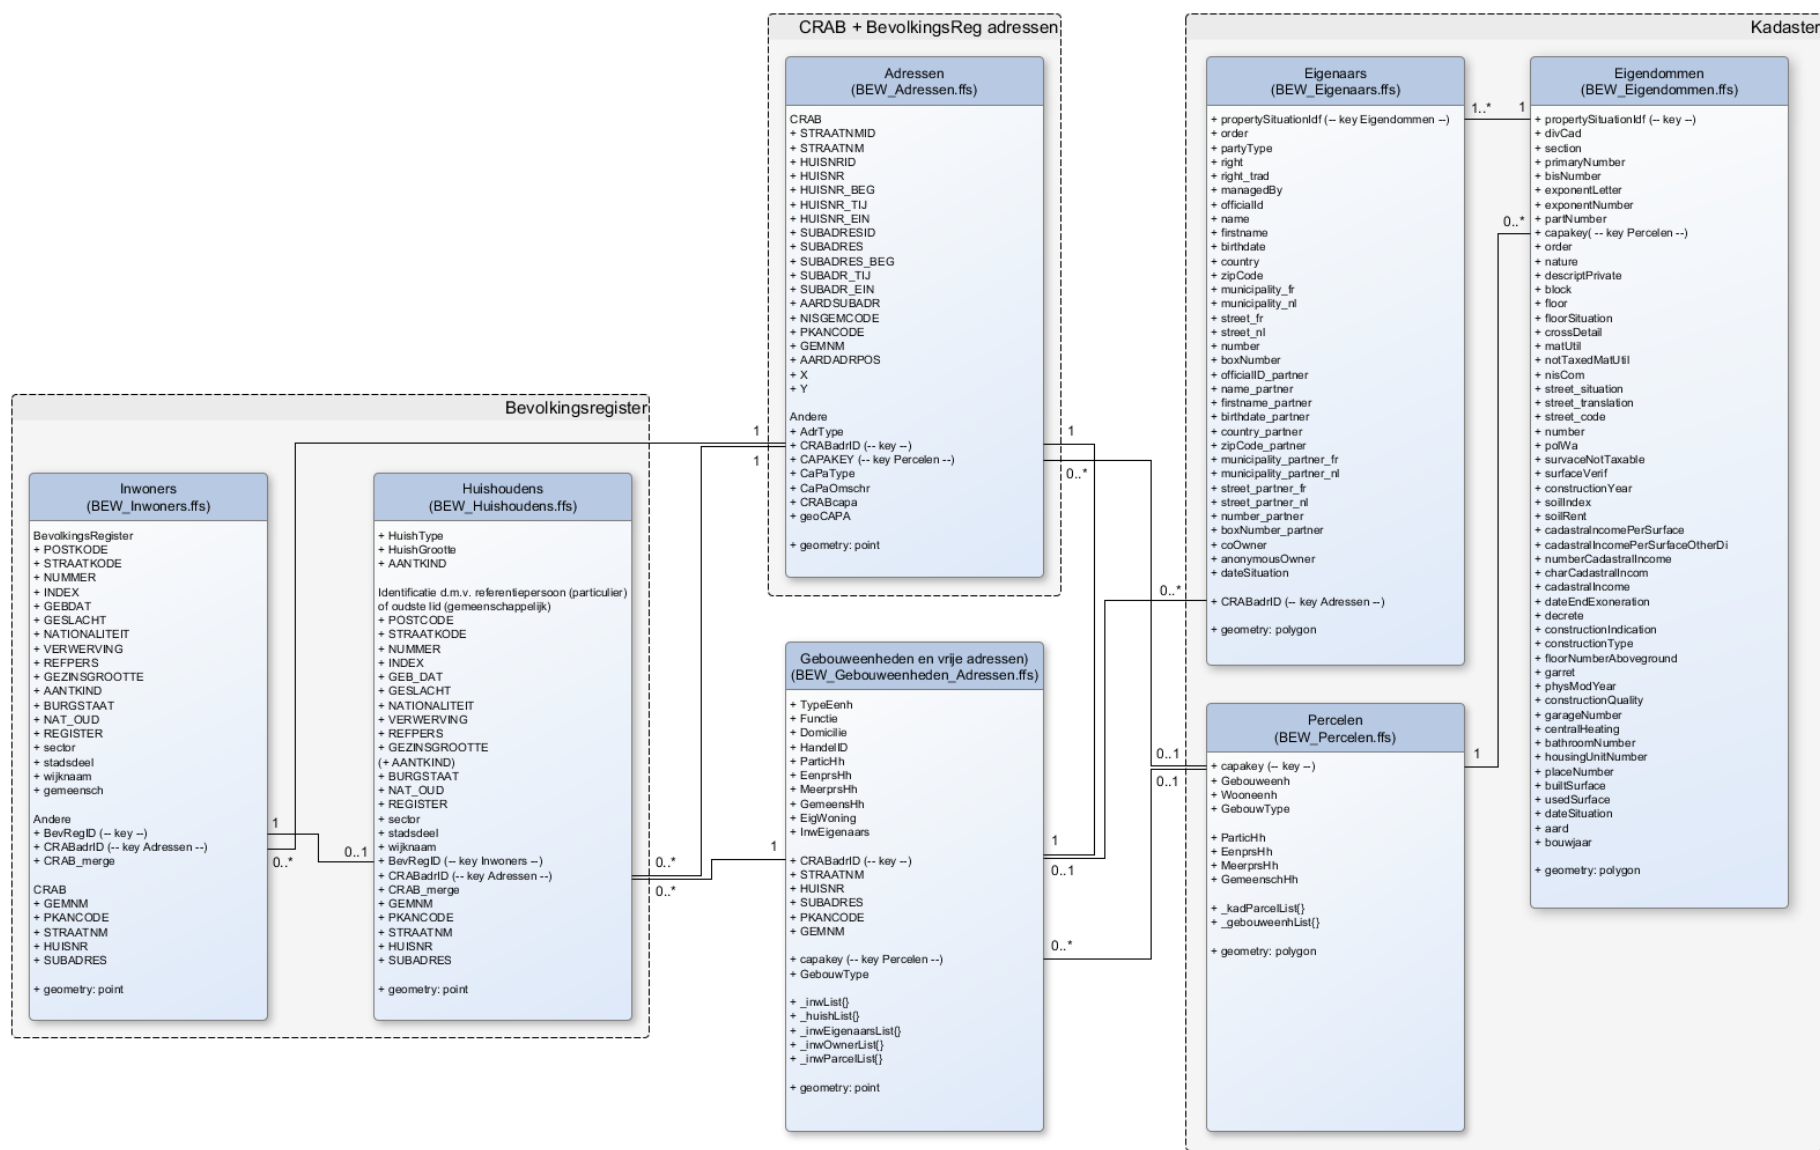 CRAB + BevolkingsReg adressen
Adressen
(BEW_Adressen.ffs)
CRAB
+ STRAATNMID
+ STRAATNM
+ HUISNRID
+ HUISNR
+ HUISNR_BEG
+ HUISNR_TIJ
+ HUISNR_EIN
+ SUBADRESID
+ SUBADRES
+ SUBADRES_BEG
+ SUBADR_TIJ
+ SUBADR_EIN
+ AARDSUBADR
+ NISGEMCODE
+ PKANCODE
+ GEMNM
+ AARDADRPOS
+ X
+ Y
Andere
+ AdrType
+ CRABadrID (-- key --)
+ CAPAKEY (-- key Percelen --)
+ CaPaType
+ CaPaOmschr
+ CRABcapa
+ geoCAPA
+ geometry: point
1
1
1
0..*
Bevolkingsregister
Inwoners
(BEW_Inwoners.ffs)
BevolkingsRegister
+ POSTKODE
+ STRAATKODE
+ NUMMER
+ INDEX
+ GEBDAT
+ GESLACHT
+ NATIONALITEIT
+ VERWERVING
+ REFPERS
+ GEZINSGROOTTE
+ AANTKIND
+ BURGSTAAT
+ NAT_OUD
+ REGISTER
+ sector
+ stadsdeel
+ wijknaam
+ gemeensch
Andere
+ BevRegID (-- key --)
+ CRABadrID (-- key Adressen --)
+ CRAB_merge
CRAB
+ GEMNM
+ PKANCODE
+ STRAATNM
+ HUISNR
+ SUBADRES
+ geometry: point
1
0..*
0..1
Huishoudens
(BEW_Huishoudens.ffs)
+ HuishType
+ HuishGrootte
+ AANTKIND
Identificatie d.m.v. referentiepersoon (particulier)
of oudste lid (gemeenschappelijk)
+ POSTCODE
+ STRAATKODE
+ NUMMER
+ INDEX
+ GEB_DAT
+ GESLACHT
+ NATIONALITEIT
+ VERWERVING
+ REFPERS
+ GEZINSGROOTTE
(+ AANTKIND)
+ BURGSTAAT
+ NAT_OUD
+ REGISTER
+ sector
+ stadsdeel
+ wijknaam
+ BevRegID (-- key Inwoners --)
+ CRABadrID (-- key Adressen --)
+ CRAB_merge
+ GEMNM
+ PKANCODE
+ STRAATNM
+ HUISNR
+ SUBADRES
+ geometry: point
0..*
0..*
1
Gebouweenheden en vrije adressen)
(BEW_Gebouweenheden_Adressen.ffs)
+ TypeEenh
+ Functie
+ Domicilie
+ HandelID
+ ParticHh
+ EenprsHh
+ MeerprsHh
+ GemeensHh
+ EigWoning
+ InwEigenaars
+ CRABadrID (-- key --)
+ STRAATNM
+ HUISNR
+ SUBADRES
+ PKANCODE
+ GEMNM
+ capakey (-- key Percelen --)
+ GebouwType
+ _inwList{}
+ _huishList{}
+ _inwEigenaarsList{}
+ _inwOwnerList{}
+ _inwParcelList{}
+ geometry: point
1
0..1
0..*
Kadaster
Eigenaars
(BEW_Eigenaars.ffs)
+ propertySituationIdf (-- key Eigendommen --)
+ order
+ partyType
+ right
+ right_trad
+ managedBy
+ officialId
+ name
+ firstname
+ birthdate
+ country
+ zipCode
+ municipality_fr
+ municipality_nl
+ street_fr
+ street_nl
+ number
+ boxNumber
+ officialID_partner
+ name_partner
+ firstname_partner
+ birthdate_partner
+ country_partner
+ zipCode_partner
+ municipality_partner_fr
+ municipality_partner_nl
+ street_partner_fr
+ street_partner_nl
+ number_partner
+ boxNumber_partner
+ coOwner
+ anonymousOwner
+ dateSituation
+ CRABadrID (-- key Adressen --)
+ geometry: polygon
0..*
1..*
1
0..*
Percelen
(BEW_Percelen.ffs)
+ capakey (-- key --)
+ Gebouweenh
+ Wooneenh
+ GebouwType
+ ParticHh
+ EenprsHh
+ MeerprsHh
+ GemeenschHh
+ _kadParcelList{}
+ _gebouweenhList{}
+ geometry: polygon
0..1
0..1
1
Eigendommen
(BEW_Eigendommen.ffs)
+ propertySituationIdf (-- key --)
+ divCad
+ section
+ primaryNumber
+ bisNumber
+ exponentLetter
+ exponentNumber
+ partNumber
+ capakey( -- key Percelen --)
+ order
+ nature
+ descriptPrivate
+ block
+ floor
+ floorSituation
+ crossDetail
+ matUtil
+ notTaxedMatUtil
+ nisCom
+ street_situation
+ street_translation
+ street_code
+ number
+ polWa
+ survaceNotTaxable
+ surfaceVerif
+ constructionYear
+ soilIndex
+ soilRent
+ cadastralIncomePerSurface
+ cadastralIncomePerSurfaceOtherDi
+ numberCadastralIncome
+ charCadastralIncom
+ cadastralIncome
+ dateEndExoneration
+ decrete
+ constructionIndication
+ constructionType
+ floorNumberAboveground
+ garret
+ physModYear
+ constructionQuality
+ garageNumber
+ centralHeating
+ bathroomNumber
+ housingUnitNumber
+ placeNumber
+ builtSurface
+ usedSurface
+ dateSituation
+ aard
+ bouwjaar
+ geometry: polygon